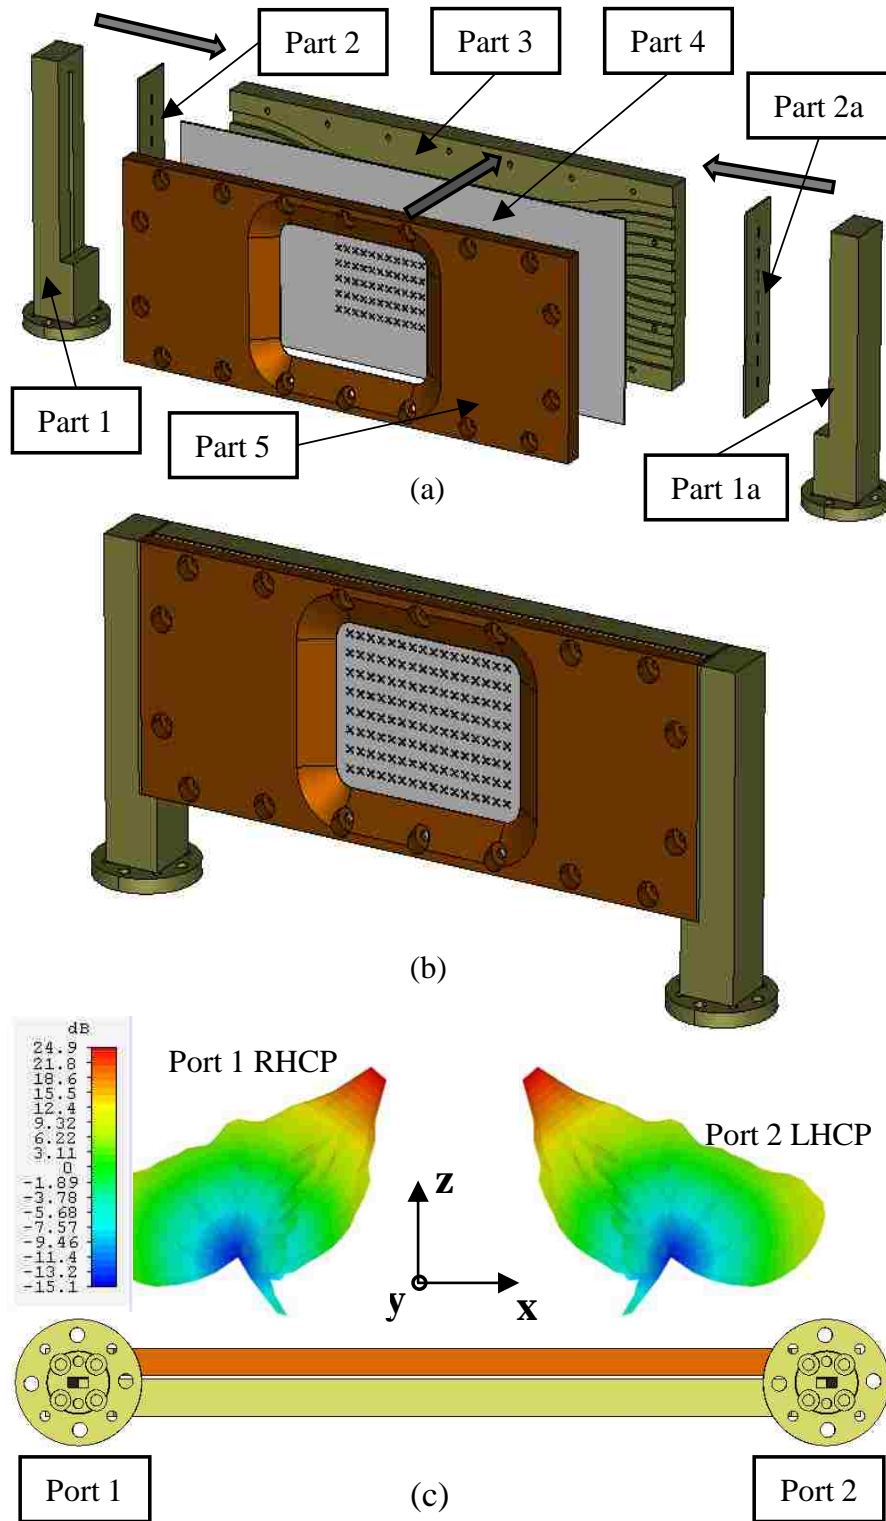 Part 2
Part 3
Part 4
Part 2a
Part 1
Part 5
Part 1a
(a)
(b)
dB
24.9
21.8
18.6
15.5
12.4
9.32
6.22
3.11
0
-1.89
-3.78
-5.68
-7.57
-9.46
-11.4
-13.2
-15.1
Port 1 RHCP
Port 2 LHCP
z
y
x
Port 1
(c)
Port 2